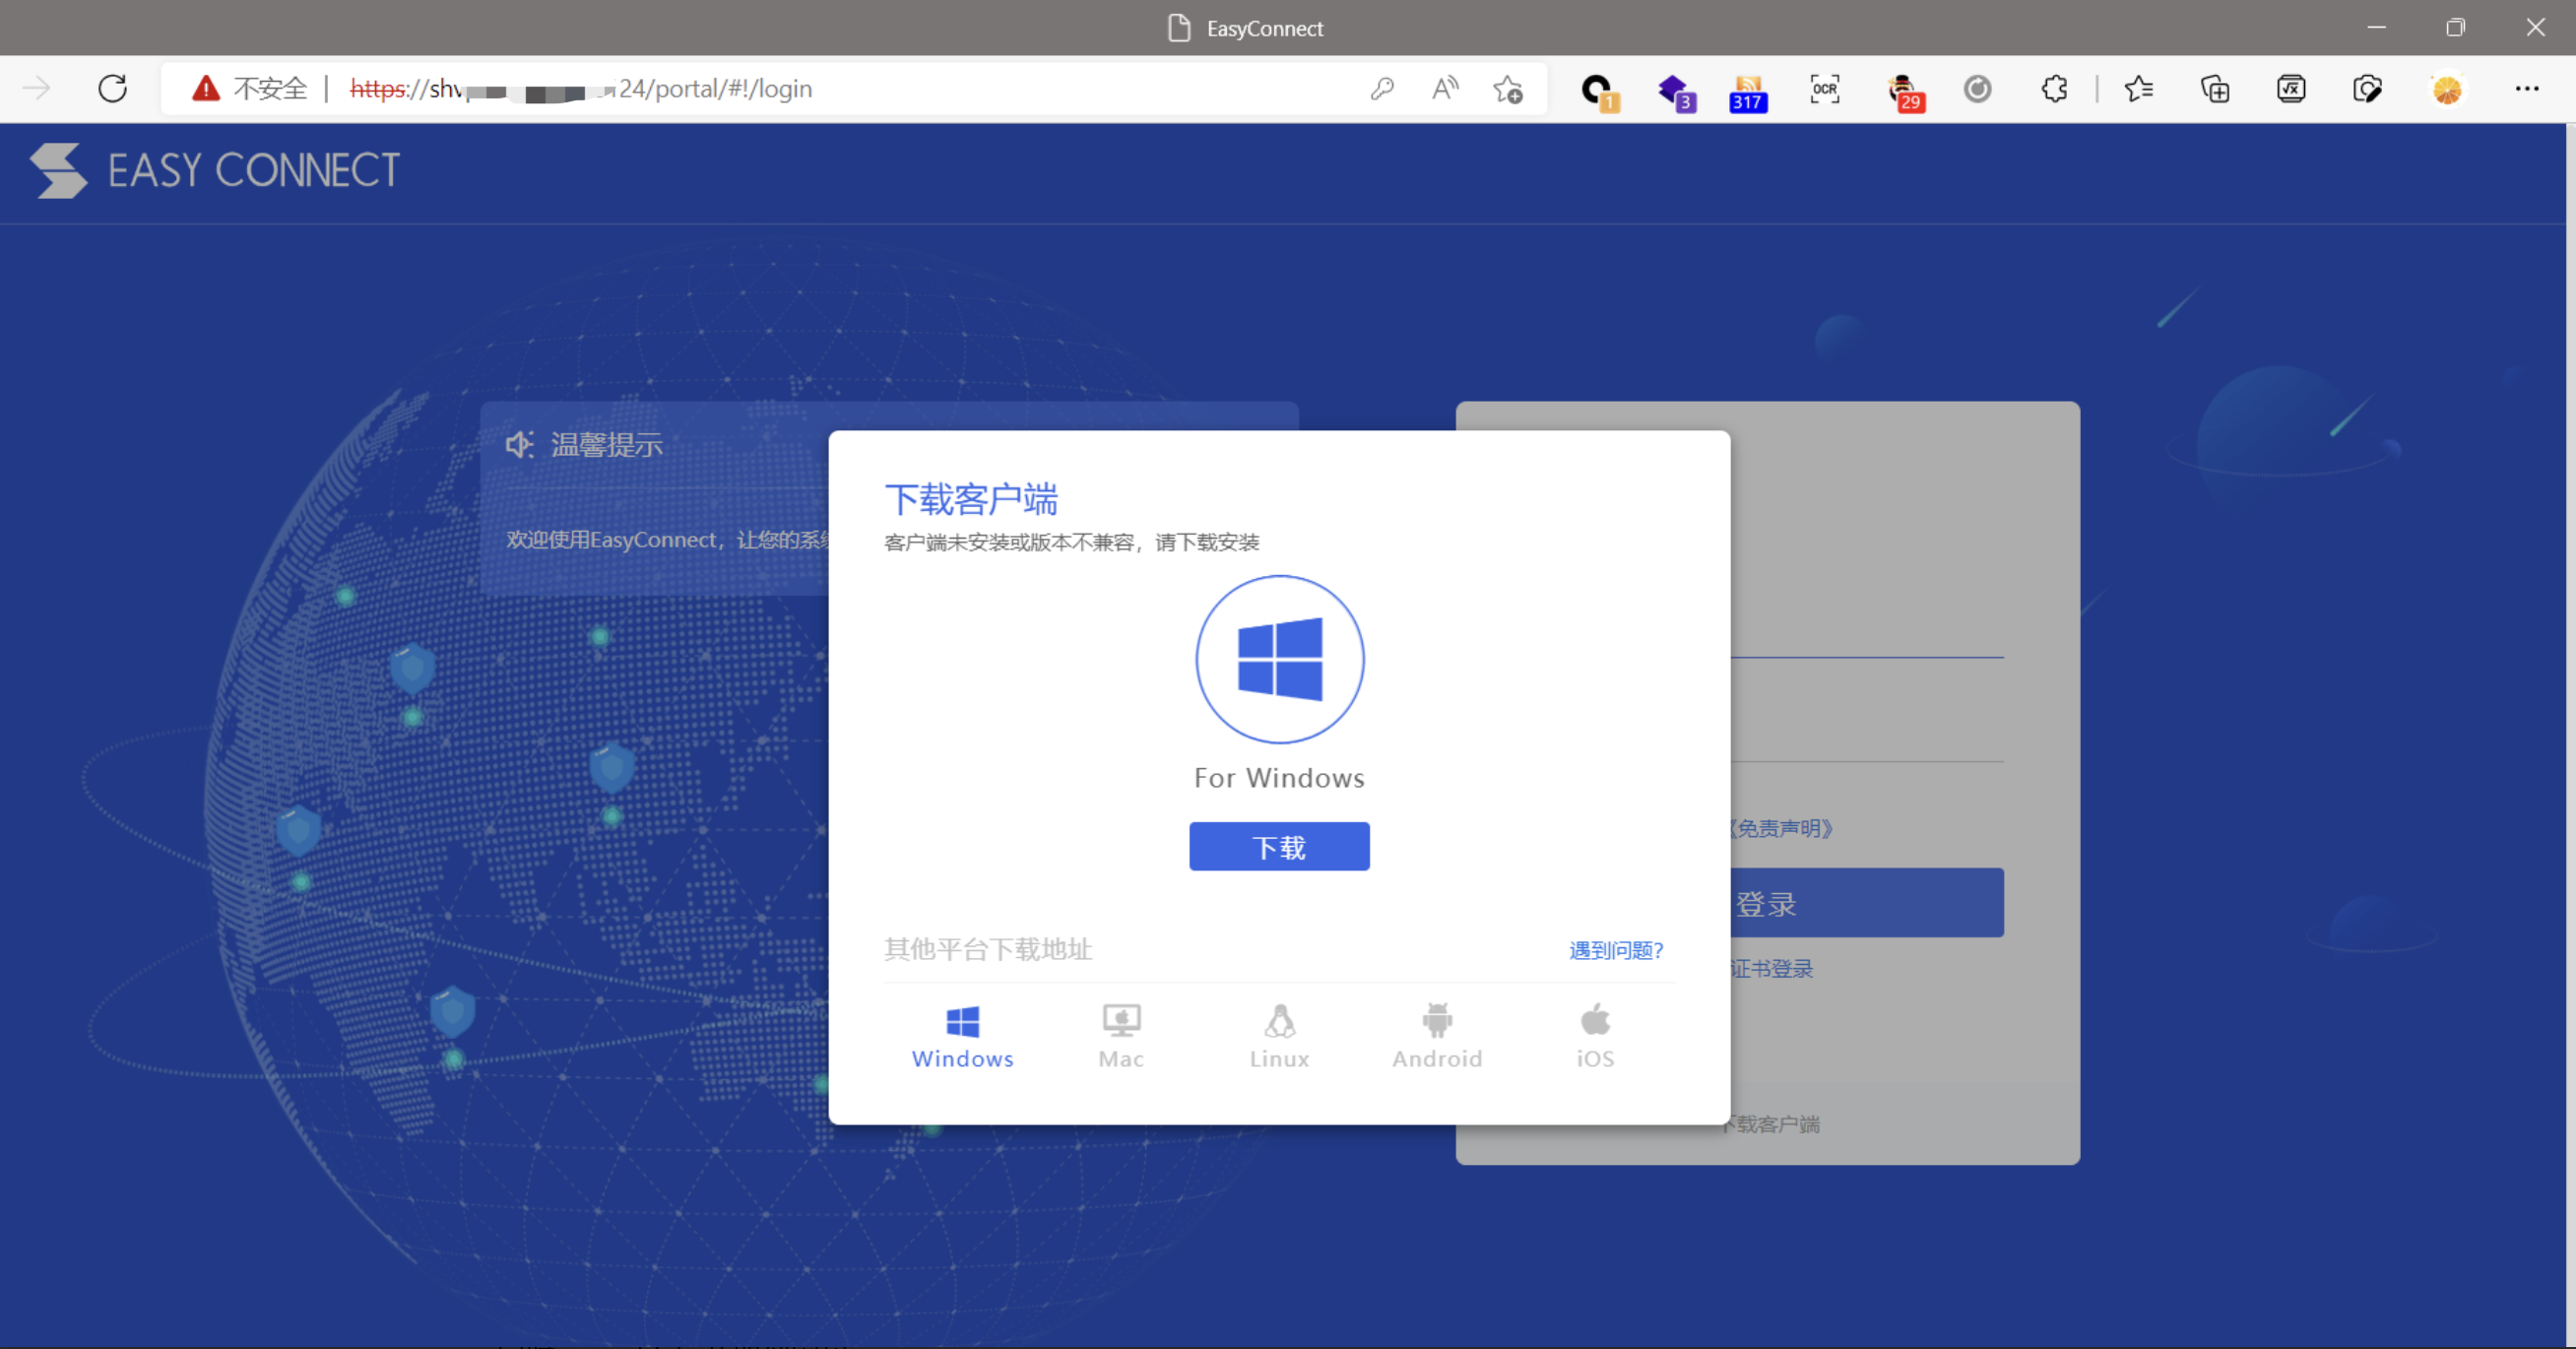 EasyConnect
不安全
https://shv
24/portal/#!/login
1
3
317
OCR
29
EASY CONNECT
温馨提示
欢迎使用EasyConnect，让您的系
下载客户端
客户端未安装或版本不兼容，请下载安装
For Windows
下载
其他平台下载地址
遇到问题?
Windows
Mac
Linux
Android
iOS
《免责声明》
登录
证书登录
下载客户端